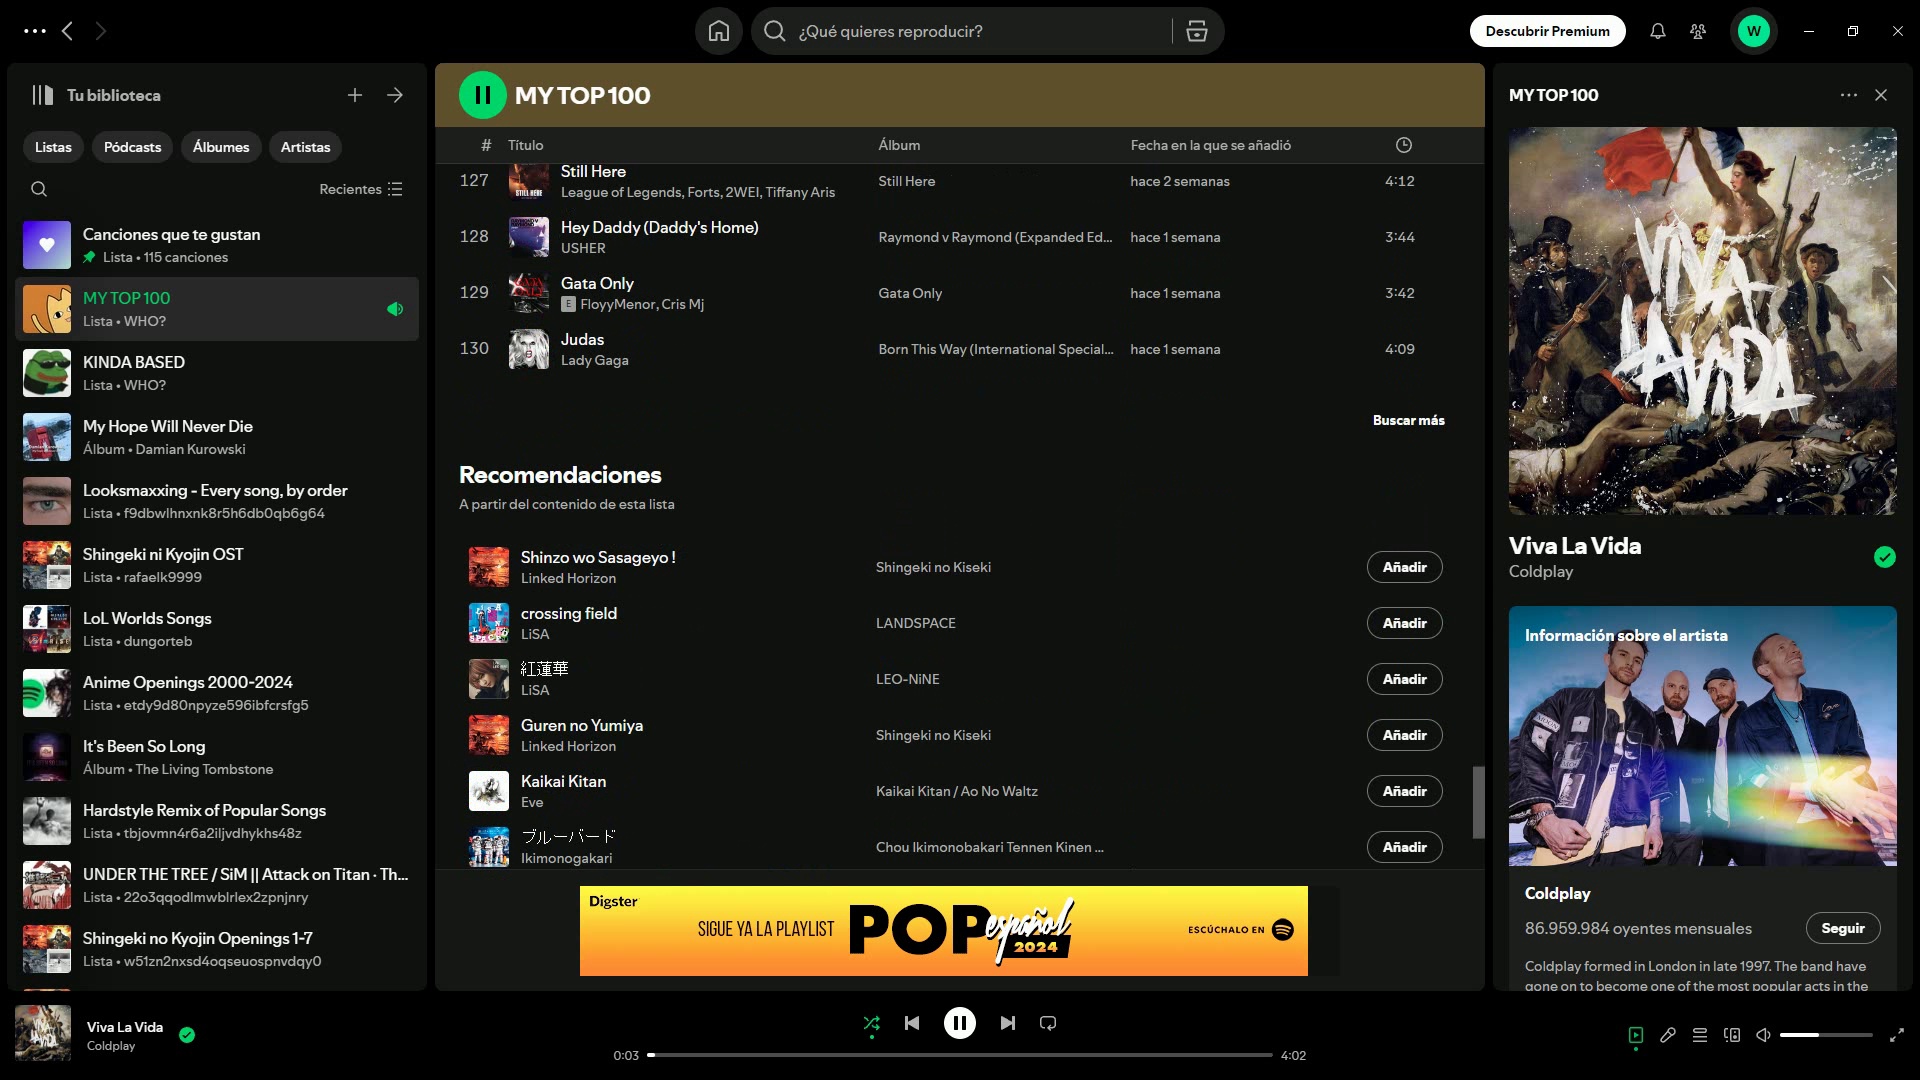 ¿Qué quieres reproducir?
Descubrir Premium
W
Tu biblioteca
Listas
Pódcasts
Álbumes
Artistas
Recientes
Canciones que te gustan
Lista • 115 canciones
MY TOP 100
Lista • WHO?
KINDA BASED
Lista • WHO?
My Hope Will Never Die
Álbum • Damian Kurowski
Looksmaxxing - Every song, by order
Lista • f9dbwlhnxnk8r5h6db0qb6g64
Shingeki ni Kyojin OST
Lista • rafaelk9999
LoL Worlds Songs
Lista • dungorteb
Anime Openings 2000-2024
Lista • etdy9d80npyze596ibfcrsfg5
It's Been So Long
Álbum • The Living Tombstone
Hardstyle Remix of Popular Songs
Lista • tbjovmn4r6a2iljvdhykhs48z
UNDER THE TREE / SiM || Attack on Titan · Th...
Lista • 22o3qqodlmwblrlex2zpnjnry
Shingeki no Kyojin Openings 1-7
Lista • w51zn2nxsd4oqseuospnvdqy0
MY TOP 100
# Título Álbum Fecha en la que se añadió
127 Still Here Still Here hace 2 semanas 4:12
League of Legends, Forts, 2WEI, Tiffany Aris
128 Hey Daddy (Daddy's Home) Raymond v Raymond (Expanded Ed... hace 1 semana 3:44
USHER
129 Gata Only Gata Only hace 1 semana 3:42
E FloyyMenor, Cris Mj
130 Judas Born This Way (International Special... hace 1 semana 4:09
Lady Gaga
Buscar más
Recomendaciones
A partir del contenido de esta lista
Shinzo wo Sasageyo ! Shingeki no Kiseki Añadir
Linked Horizon
crossing field LANDSPACE Añadir
LiSA
紅蓮華 LEO-NiNE Añadir
LiSA
Guren no Yumiya Shingeki no Kiseki Añadir
Linked Horizon
Kaikai Kitan Kaikai Kitan / Ao No Waltz Añadir
Eve
ブルーバード Chou Ikimonobakari Tennen Kinen ... Añadir
Ikimonogakari
Digster
SIGUE YA LA PLAYLIST POP español 2024 ESCÚCHALO EN
MY TOP 100
VIVA
LA VIDA
Viva La Vida
Coldplay
Información sobre el artista
Coldplay
86.959.984 oyentes mensuales
Seguir
Coldplay formed in London in late 1997. The band have
gone on to become one of the most popular acts in the
Viva La Vida
Coldplay
0:03
4:02